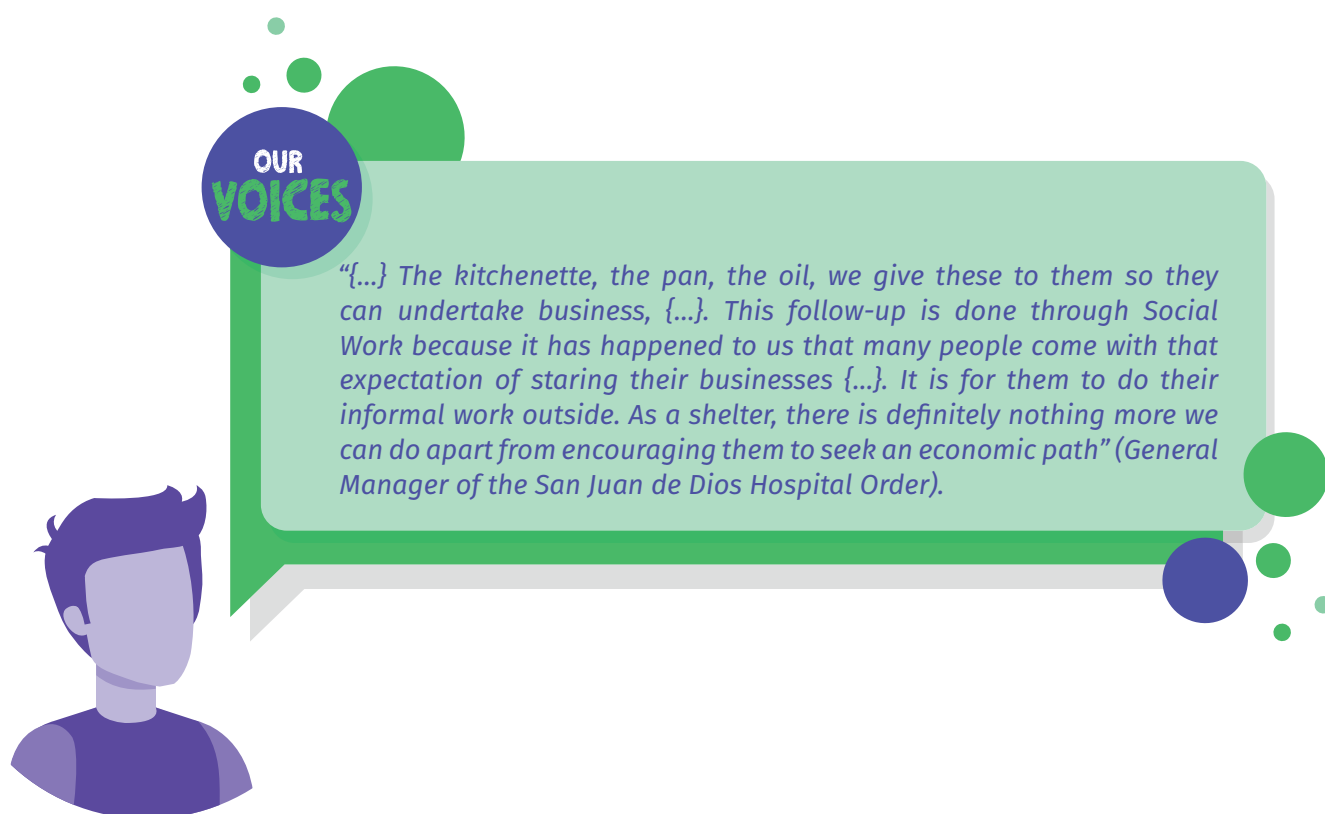 OUR
VOICES
“{...} The kitchenette, the pan, the oil, we give these to them so they
can undertake business, {...}. This follow-up is done through Social
Work because it has happened to us that many people come with that
expectation of staring their businesses {...}. It is for them to do their
informal work outside. As a shelter, there is definitely nothing more we
can do apart from encouraging them to seek an economic path” (General
Manager of the San Juan de Dios Hospital Order).